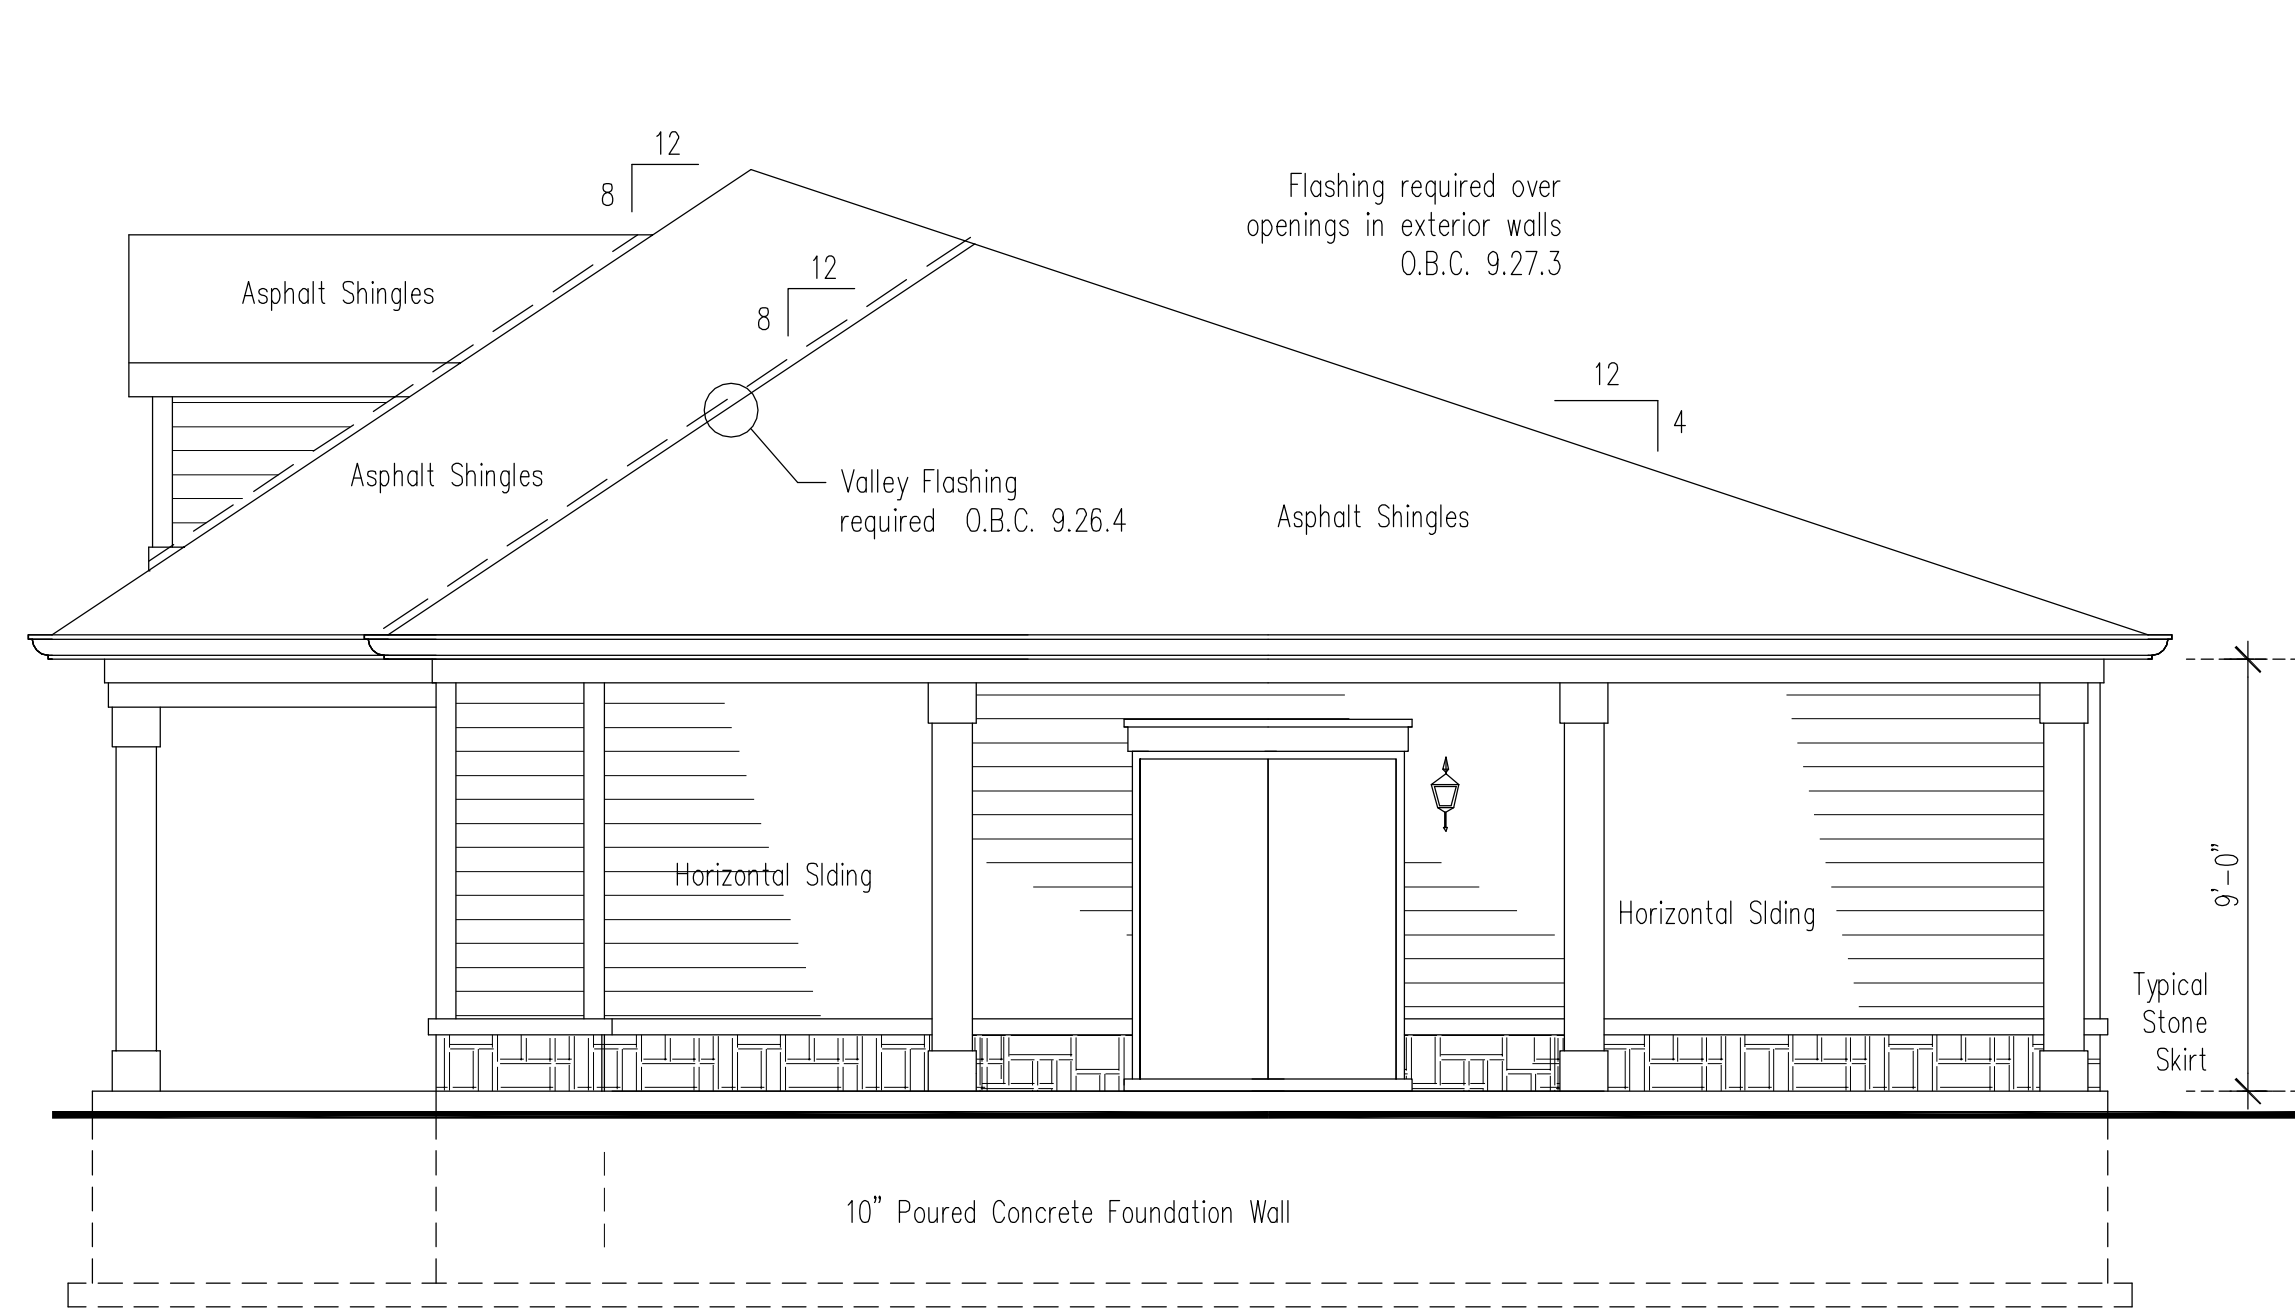 12
8
Flashing required over
openings in exterior walls
O.B.C. 9.27.3
12
8
Asphalt Shingles
12
4
Asphalt Shingles
Valley Flashing
required O.B.C. 9.26.4
Asphalt Shingles
9'-0"
Horizontal SIding
Horizontal SIding
Typical
Stone
Skirt
10" Poured Concrete Foundation Wall